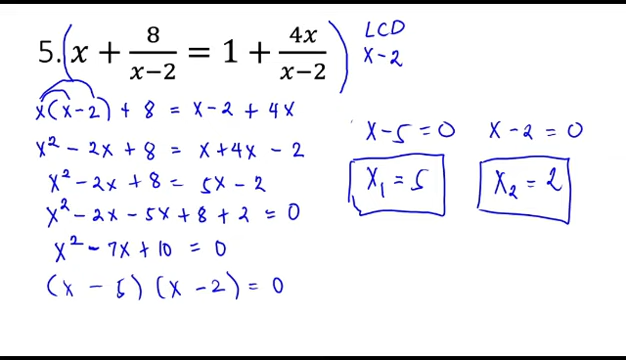 5. (x + 8/(x−2) = 1 + 4x/(x−2)) LCD
x-2
x(x-2) + 8 = x-2 + 4x
x² - 2x + 8 = x+4x - 2
x² - 2x + 8 = 5x - 2
x² - 2x - 5x + 8 + 2 = 0
x² - 7x + 10 = 0
(x - 5) (x - 2) = 0
x-5 = 0 x-2 = 0
x₁ = 5 x₂ = 2